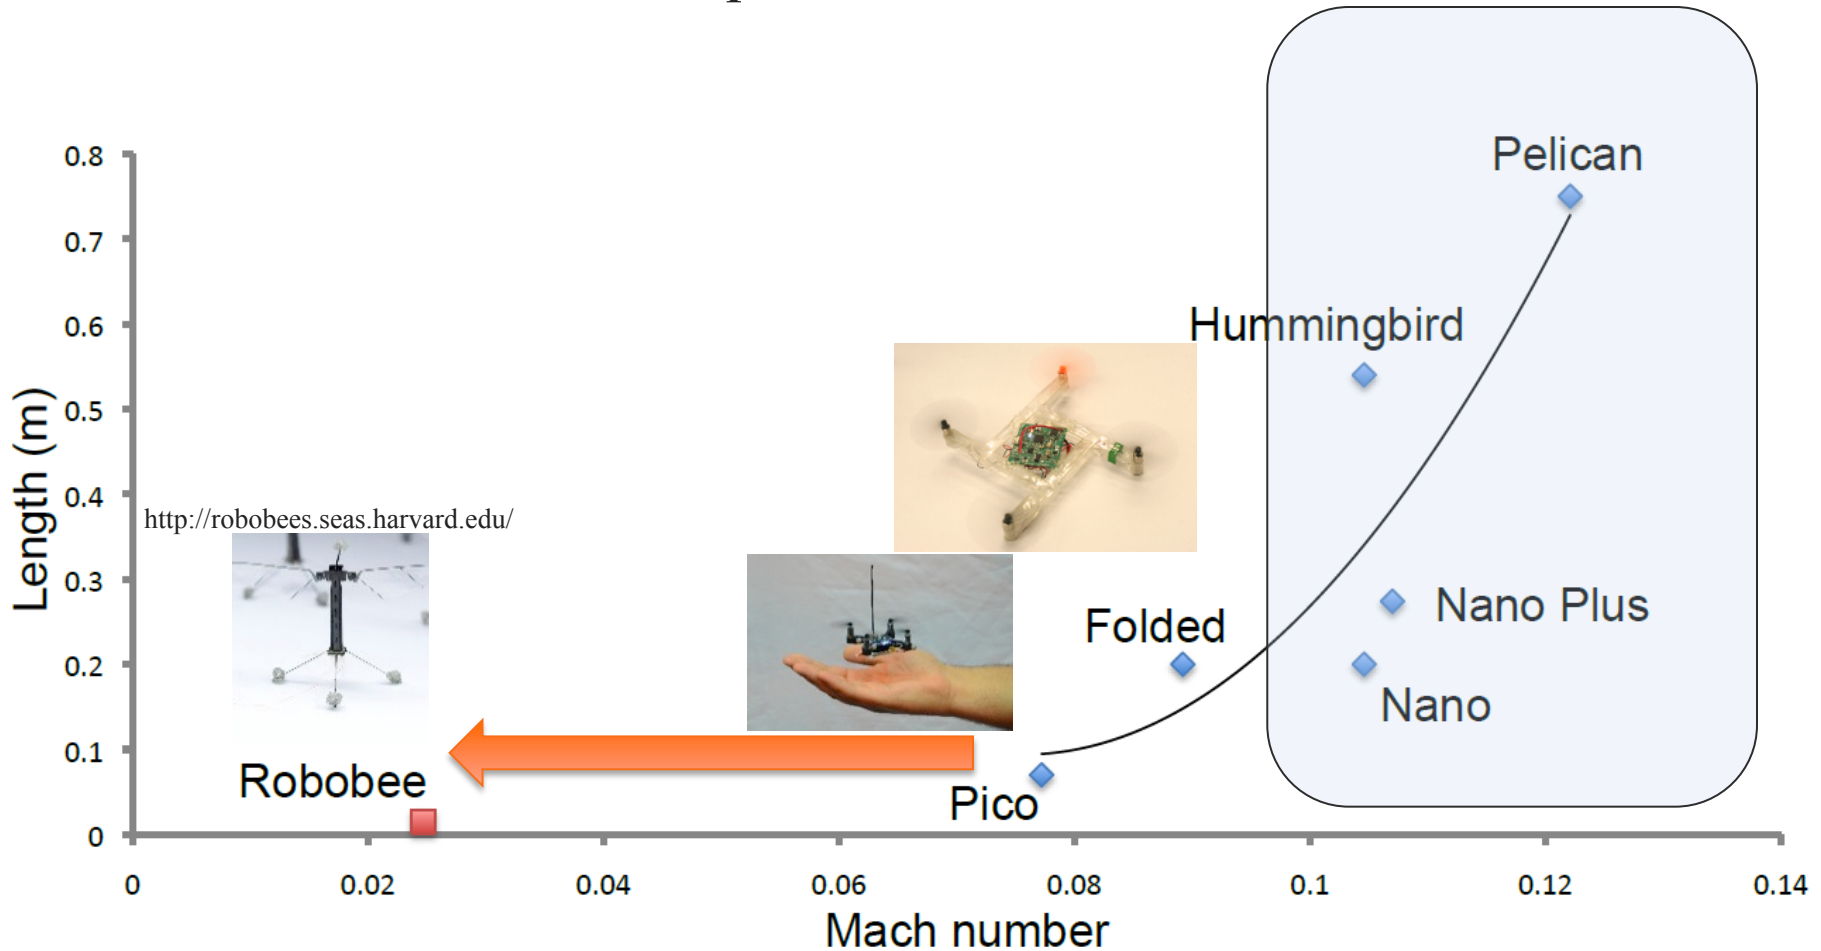 0.8
Pelican
0.7
0.6
Hummingbird
0.5
Length (m)
0.4
http://robobees.seas.harvard.edu/
0.3
Nano Plus
Folded
0.2
Nano
0.1
Robobee
Pico
0
0
0.02
0.04
0.06
0.08
0.1
0.12
0.14
Mach number